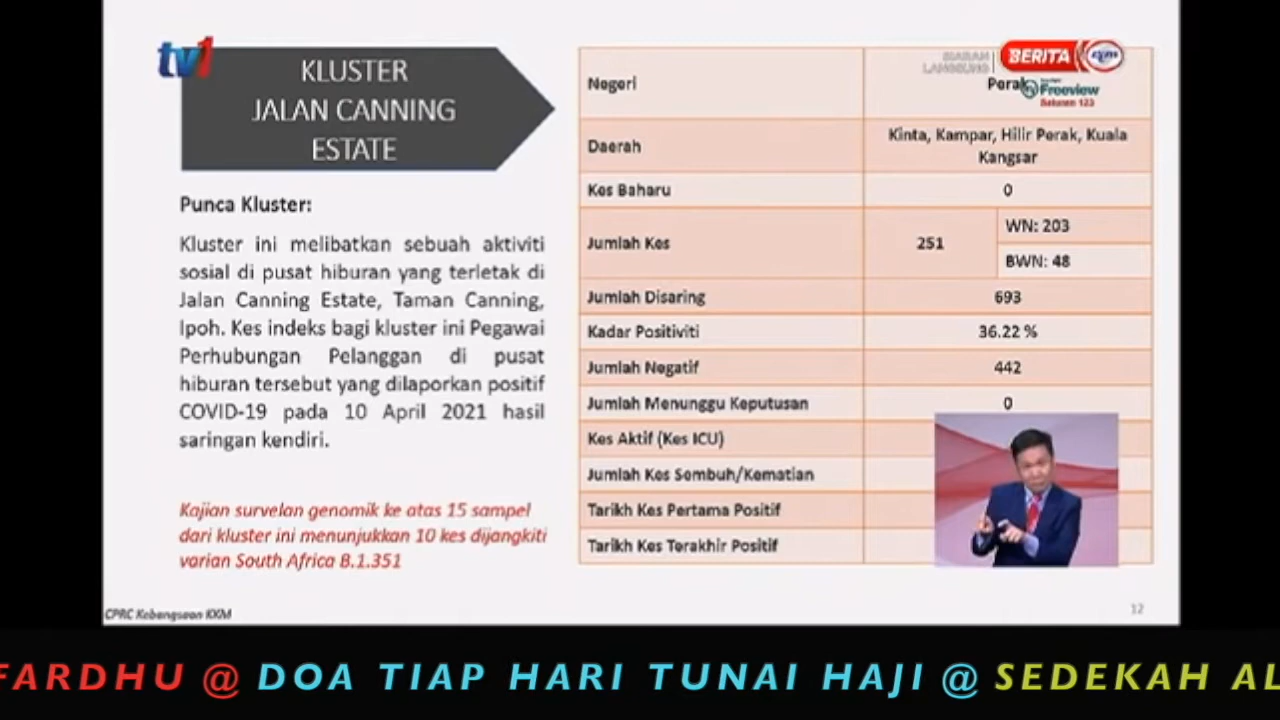 tv1
KLUSTER
JALAN CANNING
ESTATE
Punca Kluster:
Kluster ini melibatkan sebuah aktiviti
sosial di pusat hiburan yang terletak di
Jalan Canning Estate, Taman Canning,
Ipoh. Kes indeks bagi kluster ini Pegawai
Perhubungan Pelanggan di pusat
hiburan tersebut yang dilaporkan positif
COVID-19 pada 10 April 2021 hasil
saringan kendiri.
Kajian survelan genomik ke atas 15 sampel
dari kluster ini menunjukkan 10 kes dijangkiti
varian South Africa B.1.351
SIARAN
LANGSUNG
BERITA rtm
Freeview
Saluran 123
Negeri Perak
Daerah Kinta, Kampar, Hilir Perak, Kuala
Kangsar
Kes Baharu 0
Jumlah Kes 251 WN: 203
BWN: 48
Jumlah Disaring 693
Kadar Positiviti 36.22 %
Jumlah Negatif 442
Jumlah Menunggu Keputusan 0
Kes Aktif (Kes ICU)
Jumlah Kes Sembuh/Kematian
Tarikh Kes Pertama Positif
Tarikh Kes Terakhir Positif
CPRC Kebangsaan KKM
12
FARDHU @ DOA TIAP HARI TUNAI HAJI @ SEDEKAH AL